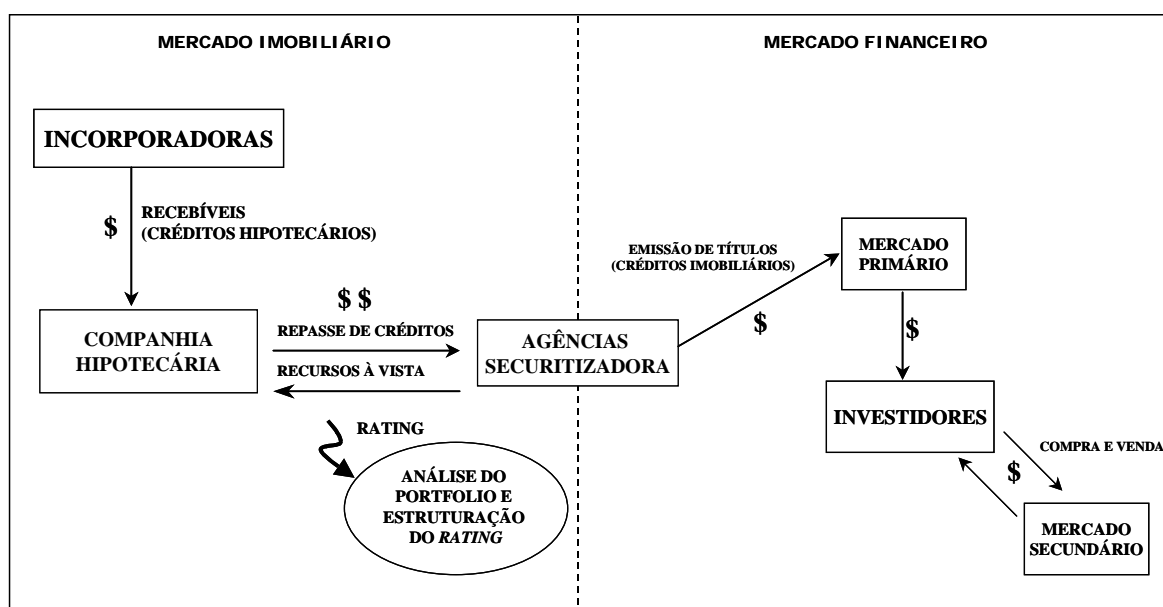 MERCADO IMOBILIÁRIO
MERCADO FINANCEIRO
INCORPORADORAS
$
RECEBÍVEIS
(CRÉDITOS HIPOTECÁRIOS)
COMPANHIA
HIPOTECÁRIA
$ $
REPASSE DE CRÉDITOS
RECURSOS À VISTA
AGÊNCIAS
SECURITIZADORA
RATING
ANÁLISE DO
PORTFOLIO E
ESTRUTURAÇÃO
DO RATING
EMISSÃO DE TÍTULOS
(CRÉDITOS IMOBILIÁRIOS)
$
MERCADO
PRIMÁRIO
$
INVESTIDORES
COMPRA E VENDA
$
MERCADO
SECUNDÁRIO